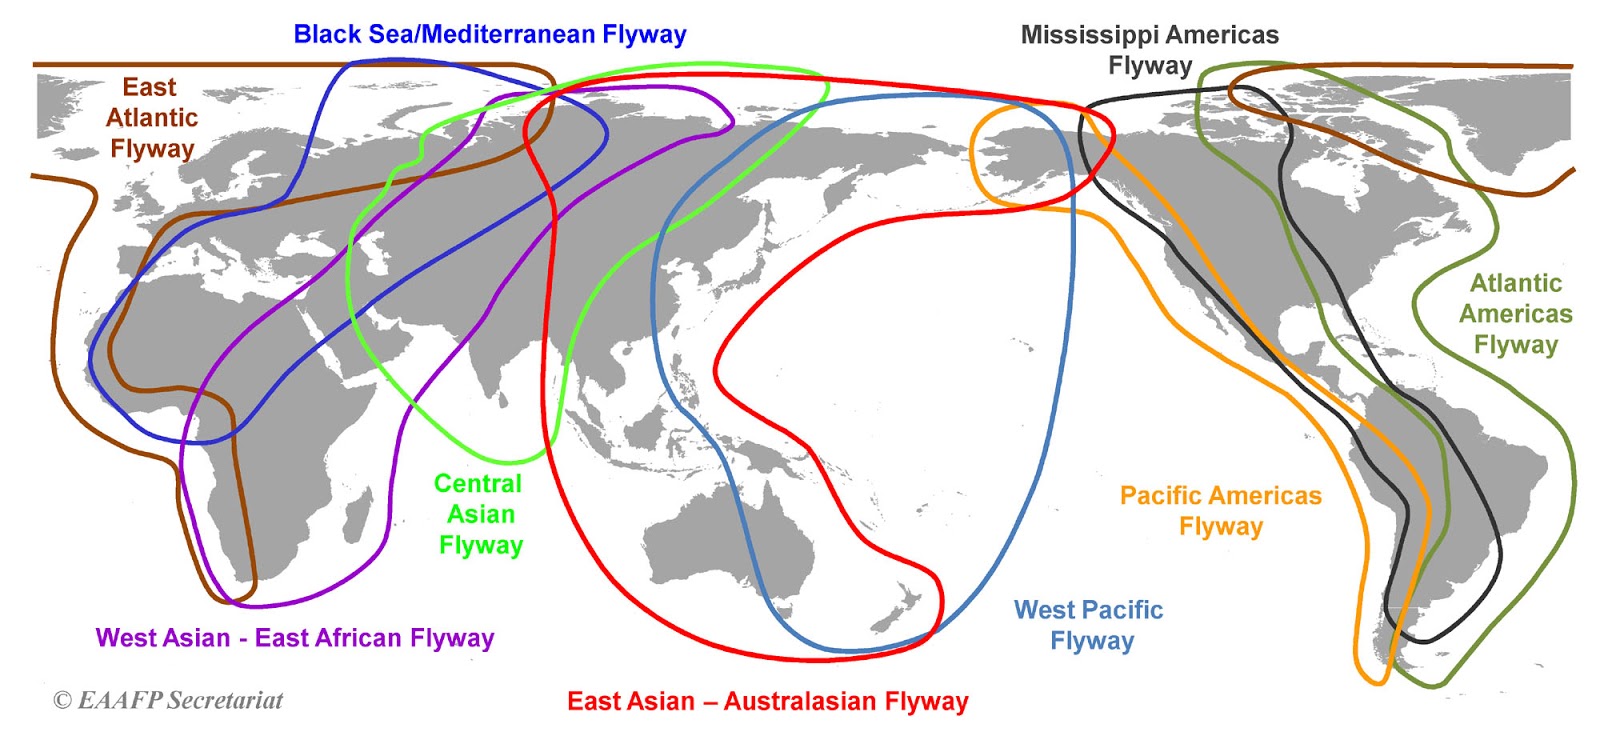 Black Sea/Mediterranean Flyway
Mississippi Americas
Flyway
East
Atlantic
Flyway
Atlantic
Americas
Flyway
Central
Asian
Flyway
Pacific Americas
Flyway
West Pacific
Flyway
West Asian - East African Flyway
East Asian – Australasian Flyway
© EAAFP Secretariat